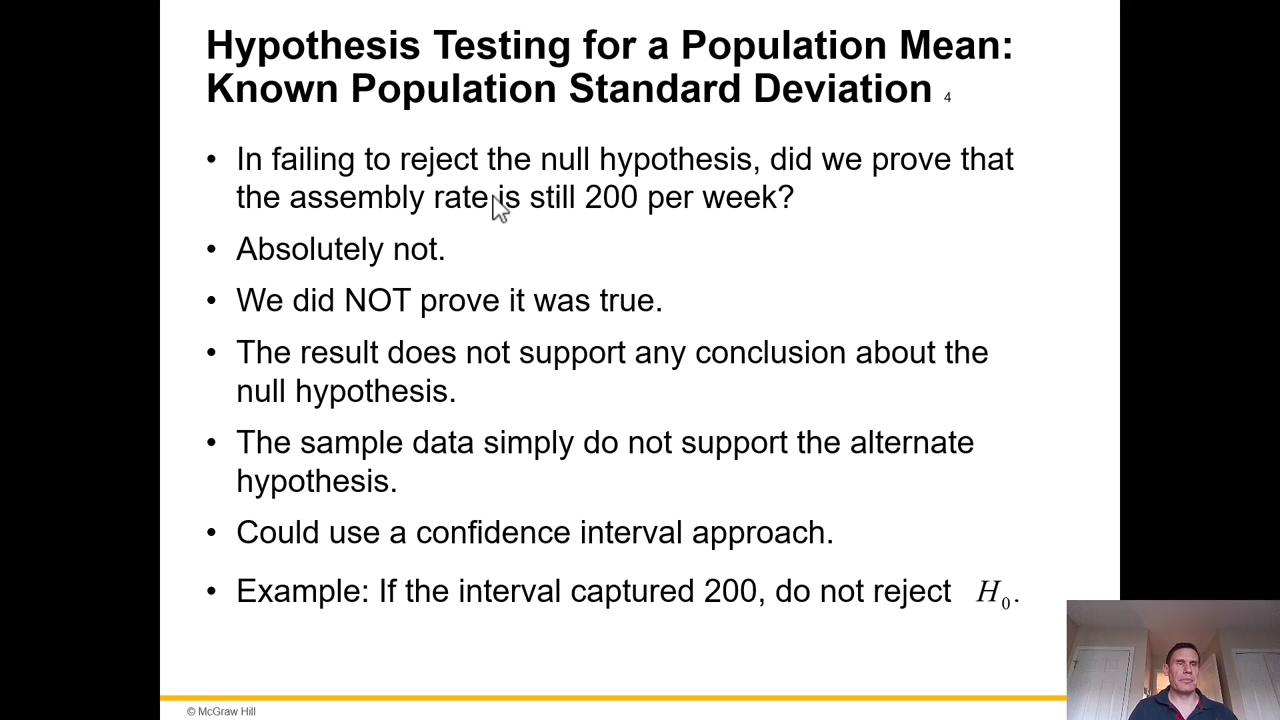 Hypothesis Testing for a Population Mean:
Known Population Standard Deviation 4
• In failing to reject the null hypothesis, did we prove that
the assembly rate is still 200 per week?
• Absolutely not.
• We did NOT prove it was true.
• The result does not support any conclusion about the
null hypothesis.
• The sample data simply do not support the alternate
hypothesis.
• Could use a confidence interval approach.
• Example: If the interval captured 200, do not reject H₀.
© McGraw Hill